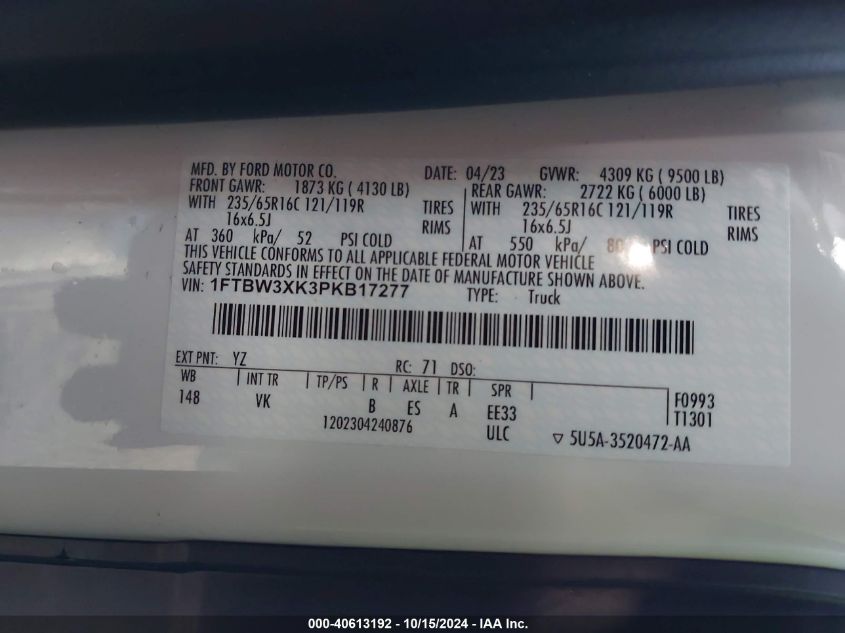 MFD. BY FORD MOTOR CO. DATE: 04/23 GVWR: 4309 KG ( 9500 LB)
FRONT GAWR: 1873 KG ( 4130 LB) REAR GAWR: 2722 KG ( 6000 LB)
WITH 235/65R16C 121/119R TIRES WITH 235/65R16C 121/119R TIRES
16x6.5J RIMS 16x6.5J RIMS
AT 360 kPa/ 52 PSI COLD AT 550 kPa/ 80 PSI COLD
THIS VEHICLE CONFORMS TO ALL APPLICABLE FEDERAL MOTOR VEHICLE
SAFETY STANDARDS IN EFFECT ON THE DATE OF MANUFACTURE SHOWN ABOVE.
VIN: 1FTBW3XK3PKB17277 TYPE: Truck
EXT PNT: YZ RC: 71 DSO:
WB INT TR TP/PS R AXLE TR SPR F0993
148 VK B ES A EE33 T1301
1202304240876 ULC ▽ 5U5A-3520472-AA
000-40613192 - 10/15/2024 - IAA Inc.